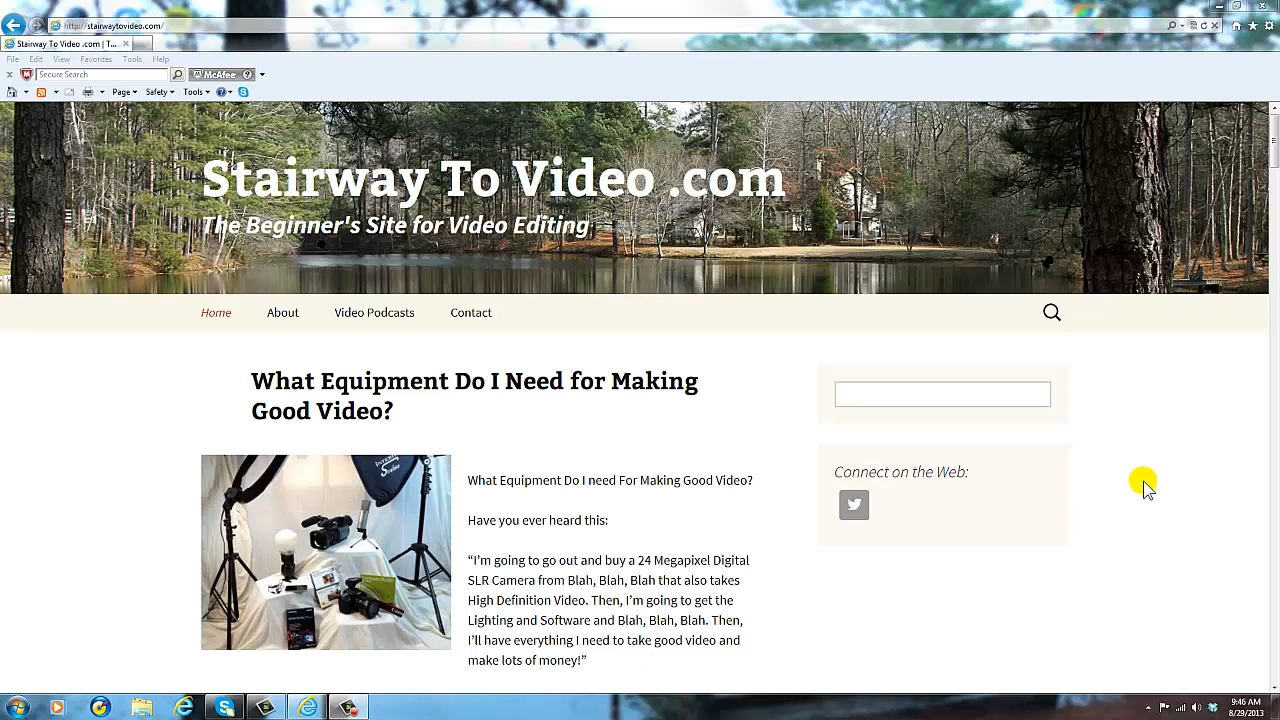 http://stairwaytovideo.com/
Stairway To Video .com | T...
File Edit View Favorites Tools Help
Secure Search McAfee
Page Safety Tools
Stairway To Video .com
The Beginner's Site for Video Editing
Home About Video Podcasts Contact
What Equipment Do I Need for Making
Good Video?
What Equipment Do I need For Making Good Video?
Have you ever heard this:
“I’m going to go out and buy a 24 Megapixel Digital
SLR Camera from Blah, Blah, Blah that also takes
High Definition Video. Then, I’m going to get the
Lighting and Software and Blah, Blah, Blah. Then,
I’ll have everything I need to take good video and
make lots of money!”
Connect on the Web:
9:46 AM
8/29/2013